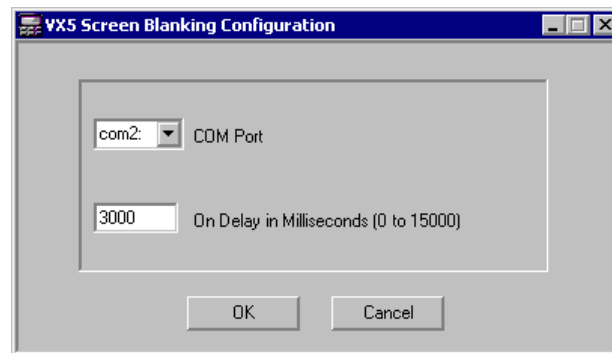 VX5 Screen Blanking Configuration
com2: COM Port
3000 On Delay in Milliseconds (0 to 15000)
OK Cancel